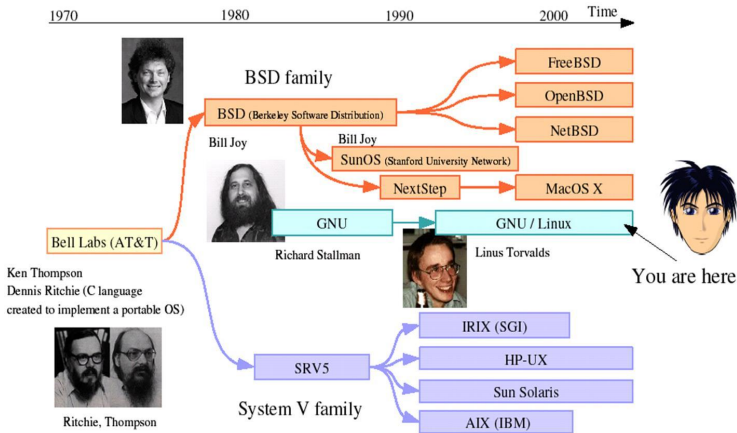 1970 1980 1990 2000 Time
BSD family
FreeBSD
OpenBSD
NetBSD
BSD (Berkeley Software Distribution)
Bill Joy
Bill Joy
SunOS (Stanford University Network)
NextStep
MacOS X
GNU
GNU / Linux
Richard Stallman
Linus Torvalds
You are here
Bell Labs (AT&T)
Ken Thompson
Dennis Ritchie (C language
created to implement a portable OS)
Ritchie, Thompson
SRV5
System V family
IRIX (SGI)
HP-UX
Sun Solaris
AIX (IBM)